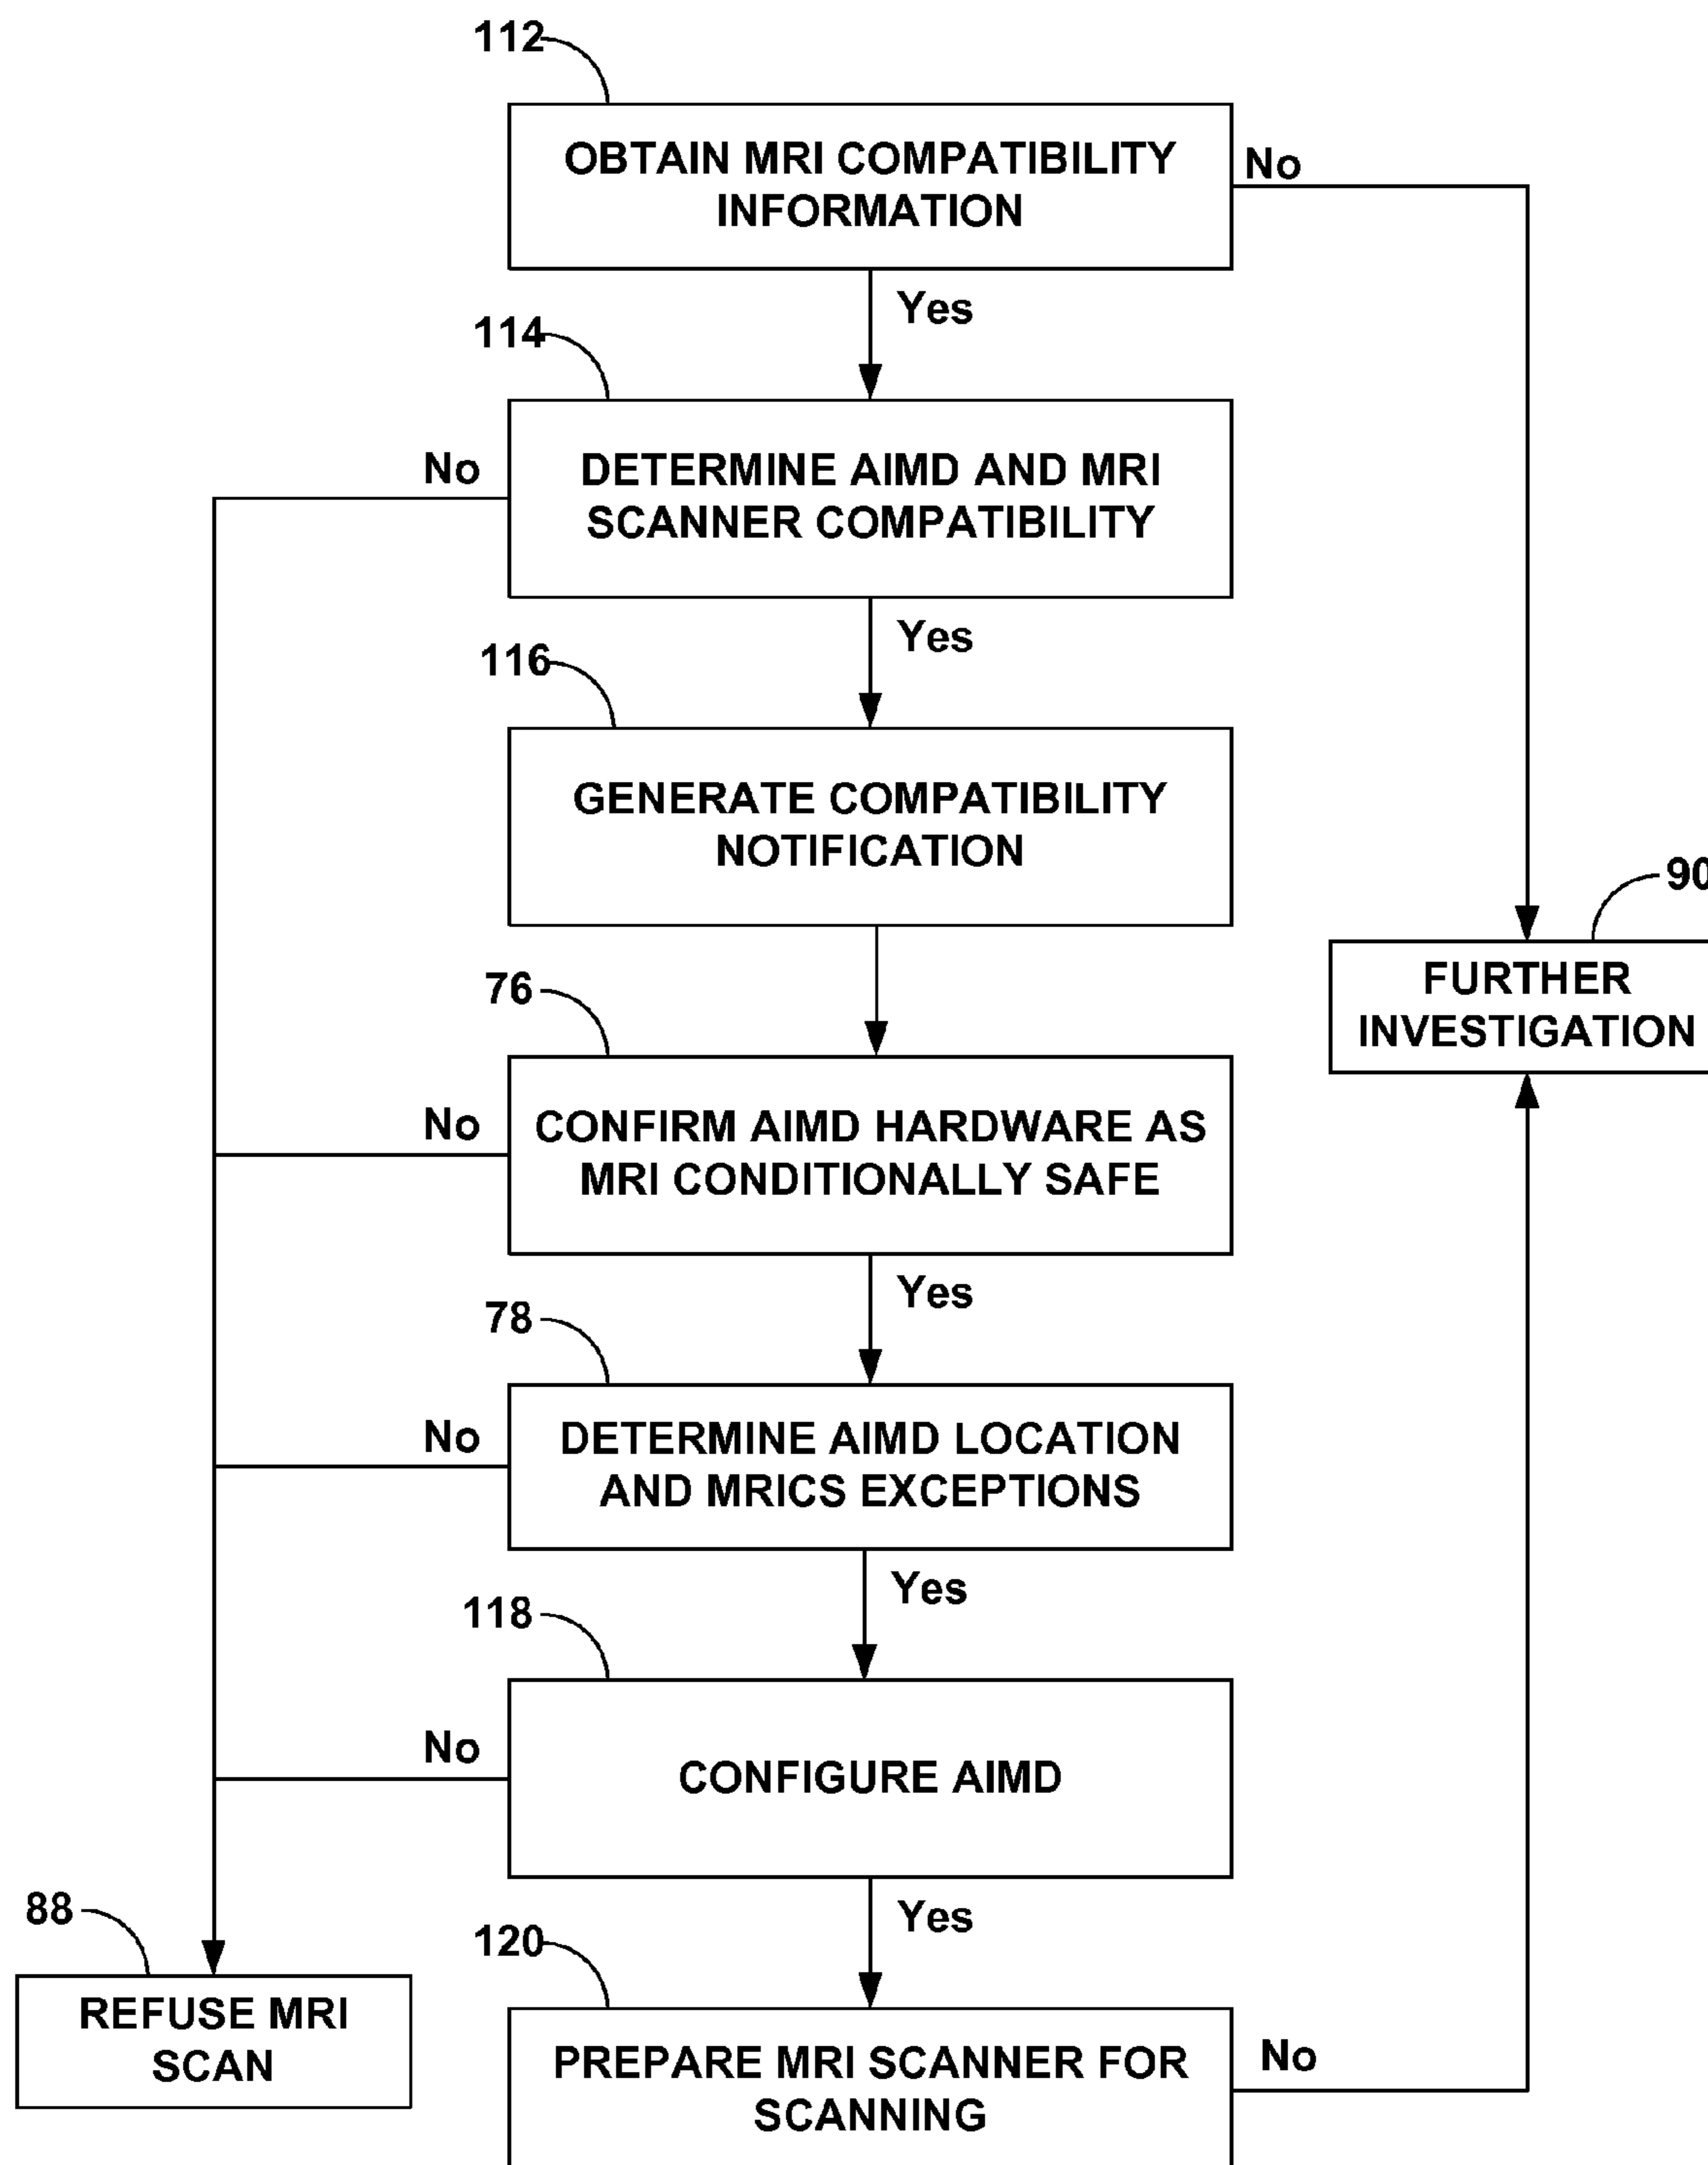 112
OBTAIN MRI COMPATIBILITY
INFORMATION
No
Yes
114
No
DETERMINE AIMD AND MRI
SCANNER COMPATIBILITY
Yes
116
GENERATE COMPATIBILITY
NOTIFICATION
90
FURTHER
INVESTIGATION
76
No
CONFIRM AIMD HARDWARE AS
MRI CONDITIONALLY SAFE
Yes
78
No
DETERMINE AIMD LOCATION
AND MRICS EXCEPTIONS
Yes
118
No
CONFIGURE AIMD
Yes
88
REFUSE MRI
SCAN
120
PREPARE MRI SCANNER FOR
SCANNING
No